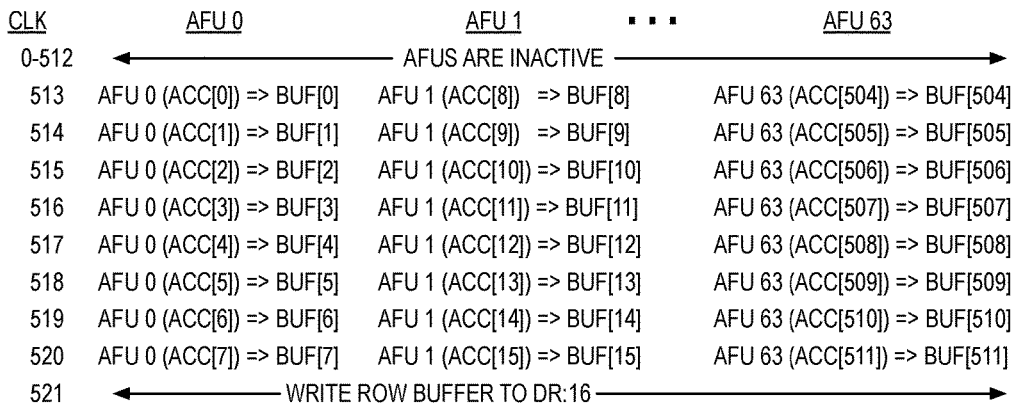 CLK AFU 0 AFU 1 ▪ ▪ ▪ AFU 63
0-512 AFUS ARE INACTIVE
513 AFU 0 (ACC[0]) => BUF[0] AFU 1 (ACC[8]) => BUF[8] AFU 63 (ACC[504]) => BUF[504]
514 AFU 0 (ACC[1]) => BUF[1] AFU 1 (ACC[9]) => BUF[9] AFU 63 (ACC[505]) => BUF[505]
515 AFU 0 (ACC[2]) => BUF[2] AFU 1 (ACC[10]) => BUF[10] AFU 63 (ACC[506]) => BUF[506]
516 AFU 0 (ACC[3]) => BUF[3] AFU 1 (ACC[11]) => BUF[11] AFU 63 (ACC[507]) => BUF[507]
517 AFU 0 (ACC[4]) => BUF[4] AFU 1 (ACC[12]) => BUF[12] AFU 63 (ACC[508]) => BUF[508]
518 AFU 0 (ACC[5]) => BUF[5] AFU 1 (ACC[13]) => BUF[13] AFU 63 (ACC[509]) => BUF[509]
519 AFU 0 (ACC[6]) => BUF[6] AFU 1 (ACC[14]) => BUF[14] AFU 63 (ACC[510]) => BUF[510]
520 AFU 0 (ACC[7]) => BUF[7] AFU 1 (ACC[15]) => BUF[15] AFU 63 (ACC[511]) => BUF[511]
521 WRITE ROW BUFFER TO DR:16